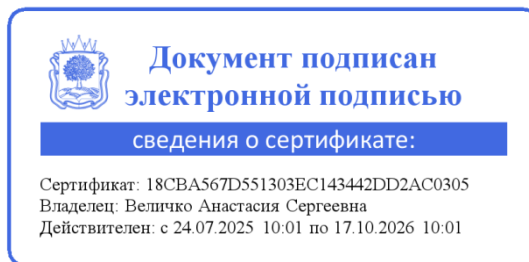 Документ подписан
электронной подписью
сведения о сертификате:
Сертификат: 18CBA567D551303EC143442DD2AC0305
Владелец: Величко Анастасия Сергеевна
Действителен: с 24.07.2025 10:01 по 17.10.2026 10:01